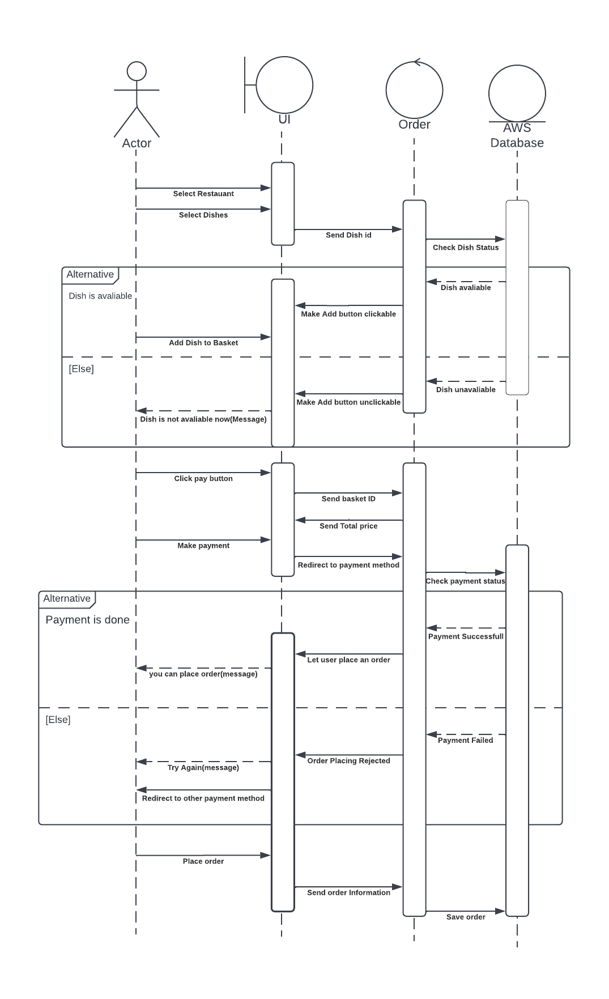 Actor
UI
Order
AWS
Database
Select Restauant
Select Dishes
Send Dish id
Check Dish Status
Alternative
Dish is avaliable
Dish avaliable
Make Add button clickable
Add Dish to Basket
[Else]
Dish unavaliable
Make Add button unclickable
Dish is not avaliable now(Message)
Click pay button
Send basket ID
Send Total price
Make payment
Redirect to payment method
Check payment status
Alternative
Payment is done
Payment Successfull
Let user place an order
you can place order(message)
[Else]
Payment Failed
Order Placing Rejected
Try Again(message)
Redirect to other payment method
Place order
Send order Information
Save order